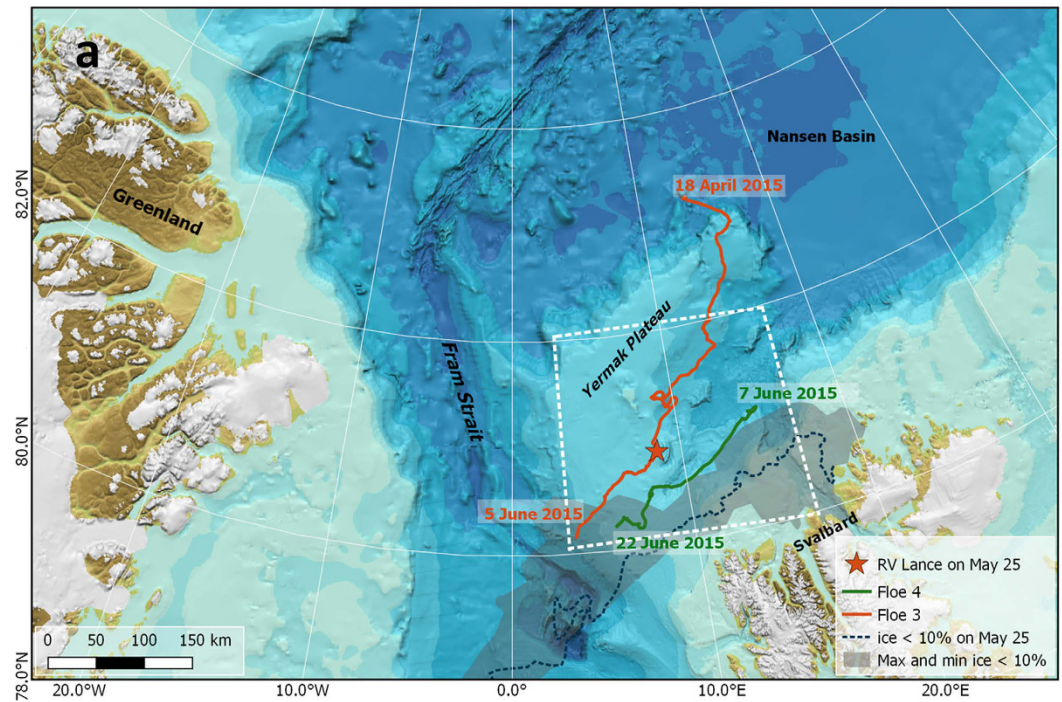 a
Nansen Basin
18 April 2015
Greenland
Yermak Plateau
Fram Strait
7 June 2015
5 June 2015
22 June 2015
Svalbard
RV Lance on May 25
Floe 4
Floe 3
ice < 10% on May 25
Max and min ice < 10%
0 50 100 150 km
82.0°N
80.0°N
78.0°N
20.0°W
10.0°W
0.0°
10.0°E
20.0°E